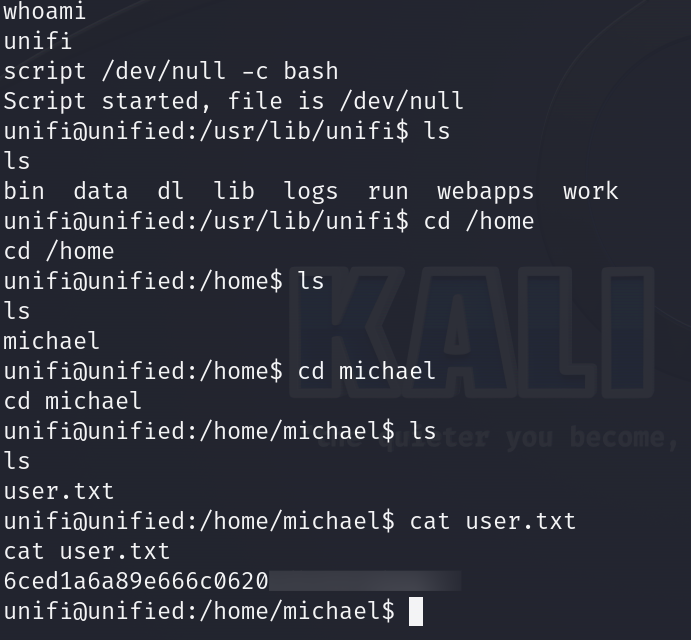 whoami
unifi
script /dev/null -c bash
Script started, file is /dev/null
unifi@unified:/usr/lib/unifi$ ls
ls
bin  data  dl  lib  logs  run  webapps  work
unifi@unified:/usr/lib/unifi$ cd /home
cd /home
unifi@unified:/home$ ls
ls
michael
unifi@unified:/home$ cd michael
cd michael
unifi@unified:/home/michael$ ls
ls
user.txt
unifi@unified:/home/michael$ cat user.txt
cat user.txt
6ced1a6a89e666c0620
unifi@unified:/home/michael$
KALI
the quieter you become,